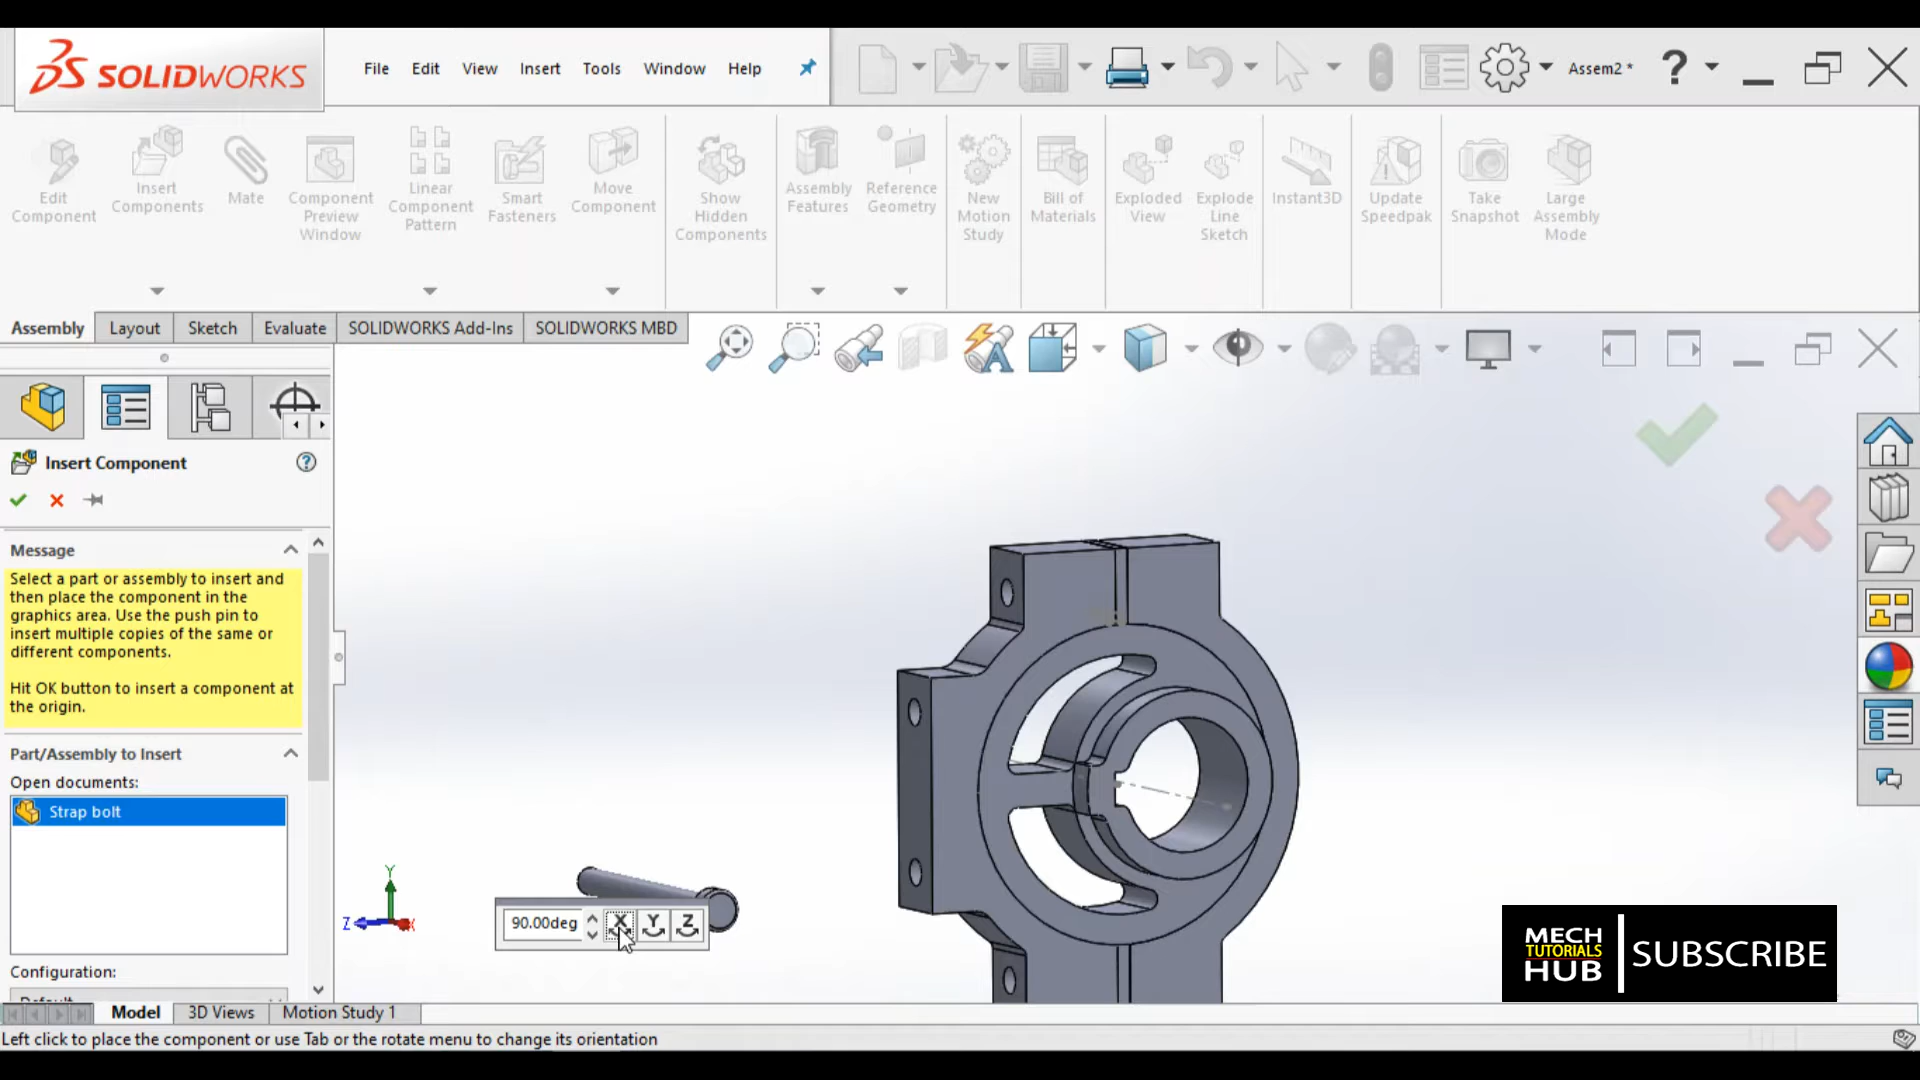 SOLIDWORKS
File Edit View Insert Tools Window Help
Assem2 *
Edit Component
Insert Components
Mate
Component Preview Window
Linear Component Pattern
Smart Fasteners
Move Component
Show Hidden Components
Assembly Features
Reference Geometry
New Motion Study
Bill of Materials
Exploded View
Explode Line Sketch
Instant3D
Update Speedpak
Take Snapshot
Large Assembly Mode
Assembly Layout Sketch Evaluate SOLIDWORKS Add-Ins SOLIDWORKS MBD
Insert Component
Message
Select a part or assembly to insert and
then place the component in the
graphics area. Use the push pin to
insert multiple copies of the same or
different components.
Hit OK button to insert a component at
the origin.
Part/Assembly to Insert
Open documents:
Strap bolt
Configuration:
Default
Y
Z
X
90.00deg X Y Z
MECH
TUTORIALS
HUB
SUBSCRIBE
Model 3D Views Motion Study 1
Left click to place the component or use Tab or the rotate menu to change its orientation